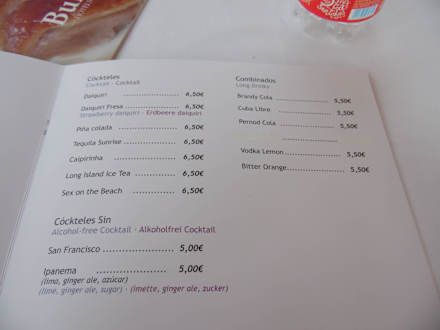 Bu
Cóckteles
Cocktail · Cocktail
Daiquiri ........................ 6,50€
Daiquiri Fresa ........................ 6,50€
Strawberry daiquiri · Erdbeere daiquiri
Piña colada ........................ 6,50€
Tequila Sunrise ........................ 6,50€
Caipirinha ........................ 6,50€
Long Island Ice Tea ............. 6,50€
Sex on the Beach ............... 6,50€
Cóckteles Sin
Alcohol-free Cocktail · Alkoholfrei Cocktail
San Francisco ........................ 5,00€
Ipanema ........................ 5,00€
(lima, ginger ale, azúcar)
(lime, ginger ale, sugar) · (limette, ginger ale, zucker)
Combinados
Long Drinks
Brandy Cola ........................ 5,50€
Cuba Libre ........................ 5,50€
Pernod Cola ........................ 5,50€
Vodka Lemon ........................ 5,50€
Bitter Orange ........................ 5,50€